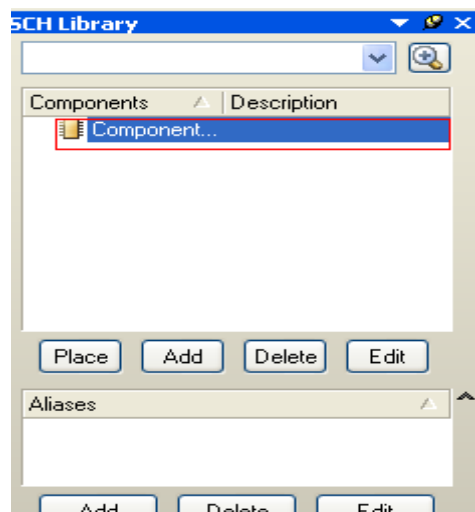 SCH Library
Components Description
Component...
Place Add Delete Edit
Aliases
Add Delete Edit